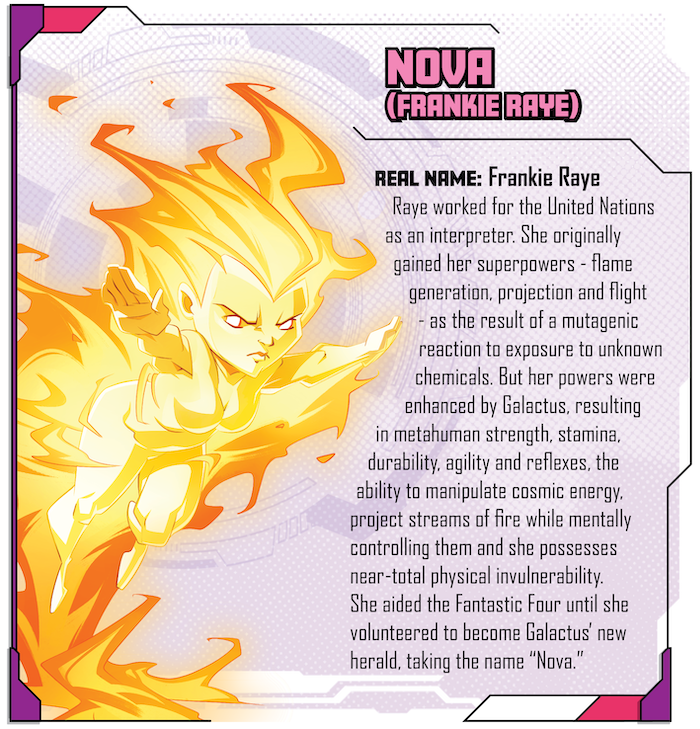 NOVA
(FRANKIE RAYE)
REAL NAME: Frankie Raye
Raye worked for the United Nations
as an interpreter. She originally
gained her superpowers - flame
generation, projection and flight
- as the result of a mutagenic
reaction to exposure to unknown
chemicals. But her powers were
enhanced by Galactus, resulting
in metahuman strength, stamina,
durability, agility and reflexes, the
ability to manipulate cosmic energy,
project streams of fire while mentally
controlling them and she possesses
near-total physical invulnerability.
She aided the Fantastic Four until she
volunteered to become Galactus’ new
herald, taking the name “Nova.”